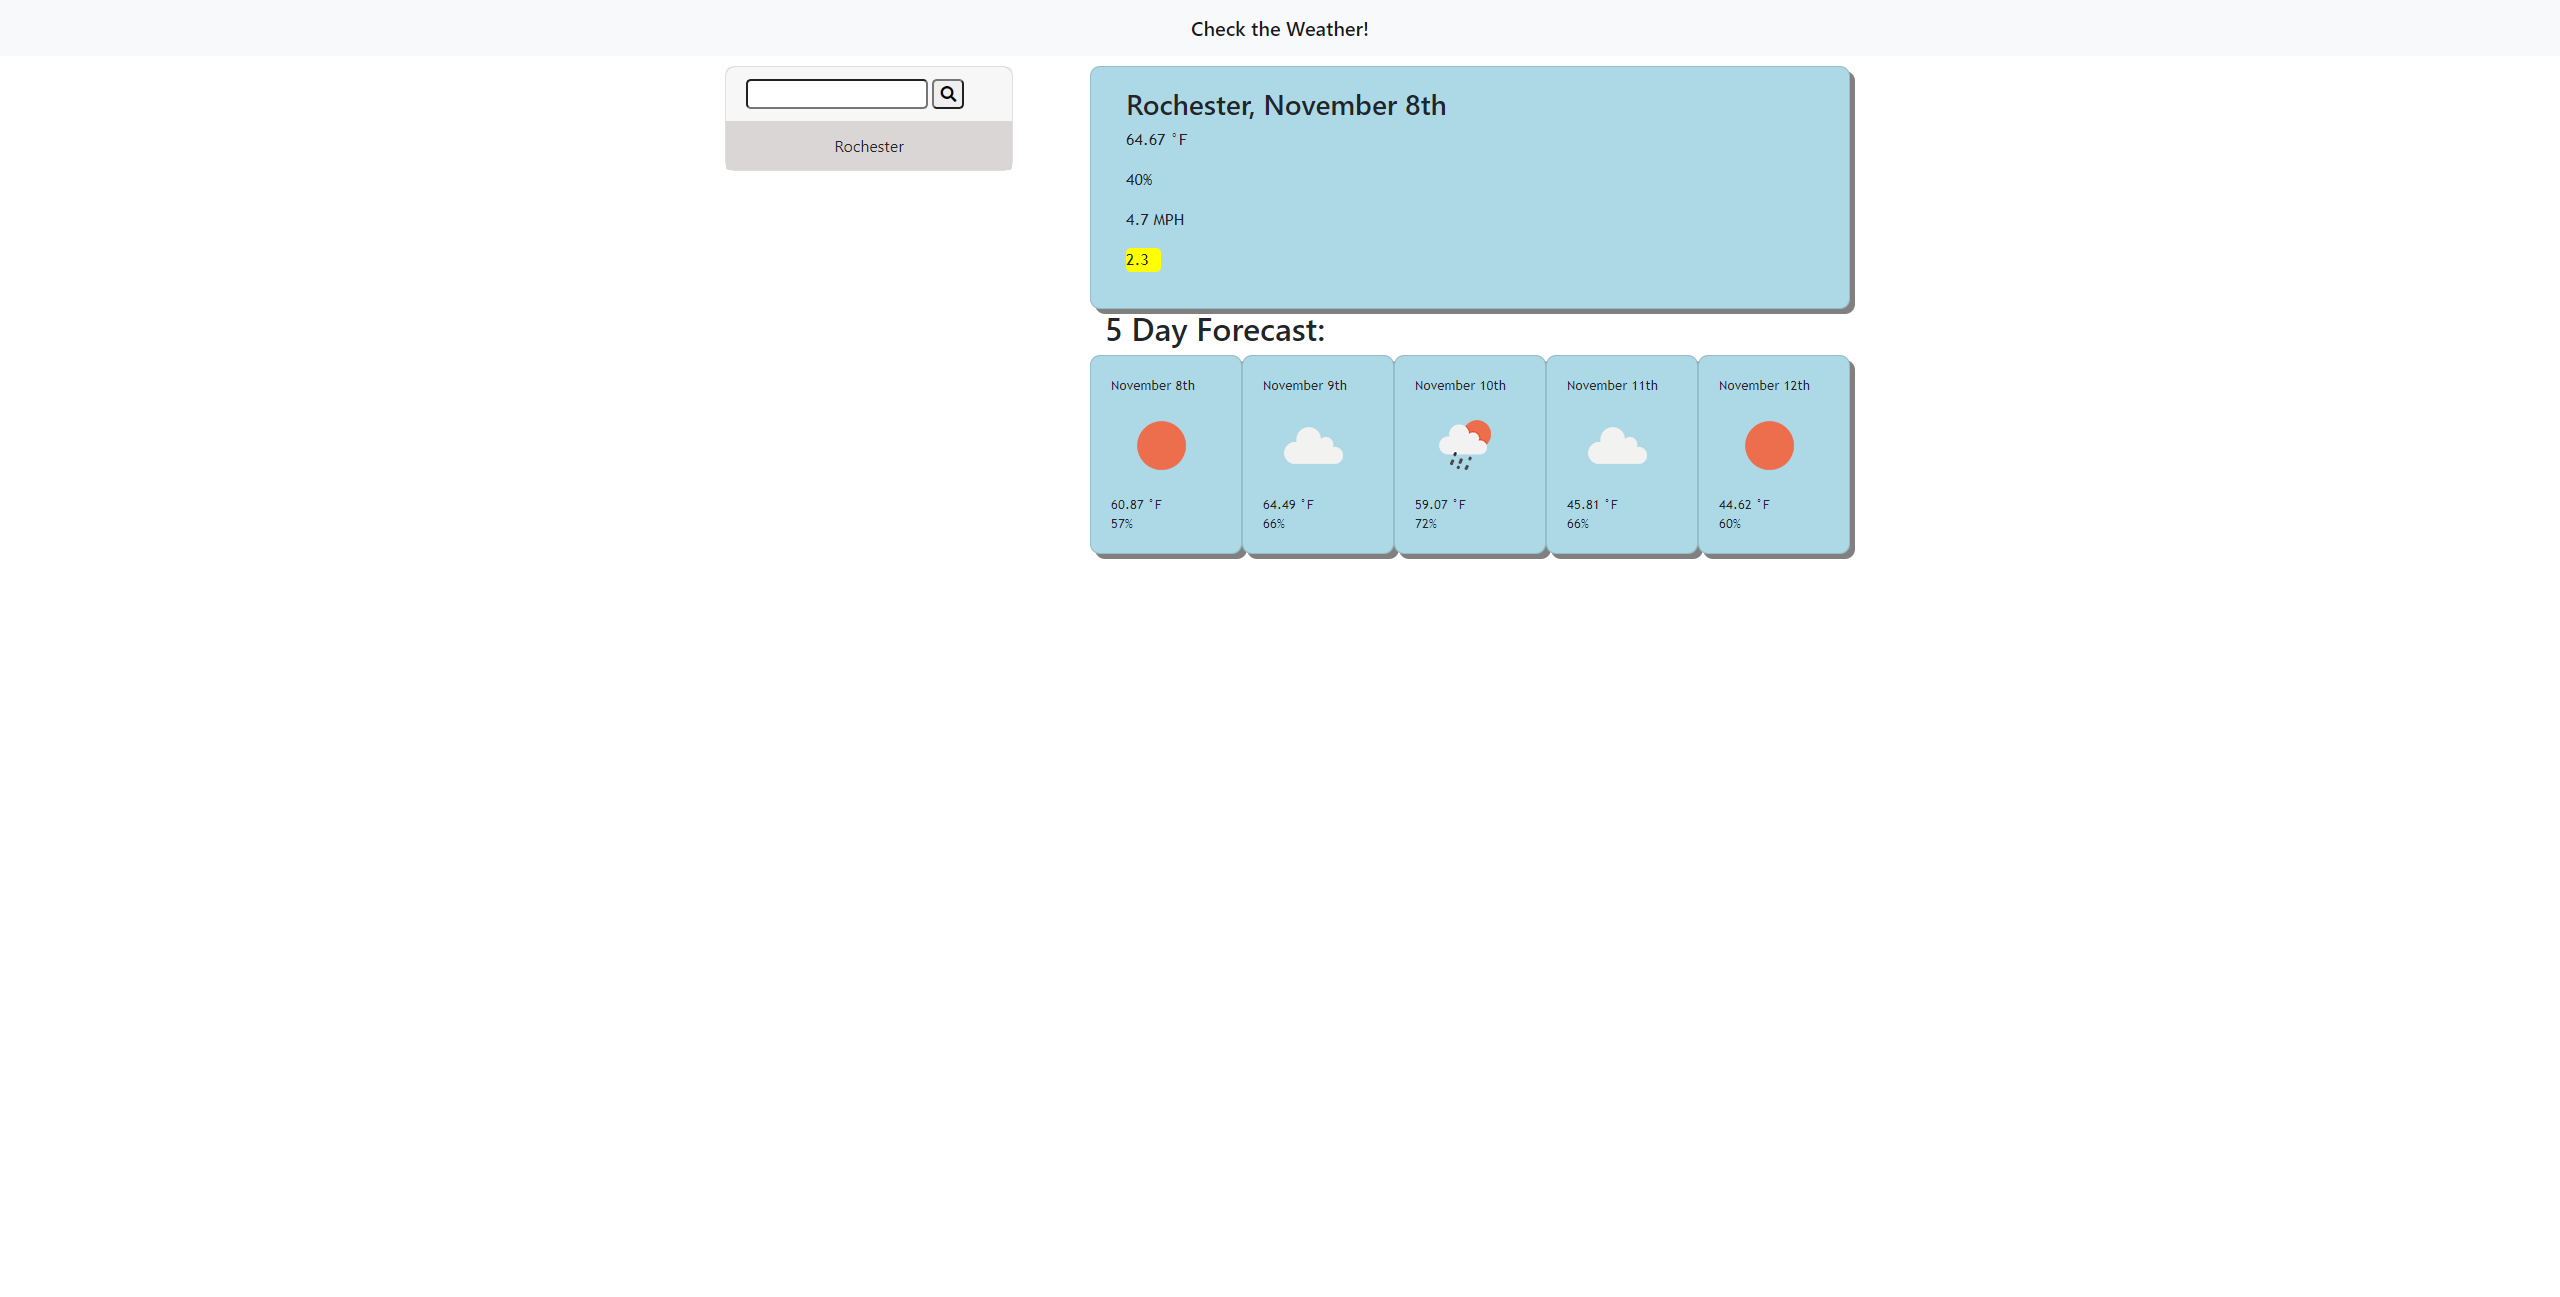 Check the Weather!
Rochester
Rochester, November 8th
64.67 °F
40%
4.7 MPH
2.3
5 Day Forecast:
November 8th
60.87 °F
57%
November 9th
64.49 °F
66%
November 10th
59.07 °F
72%
November 11th
45.81 °F
66%
November 12th
44.62 °F
60%